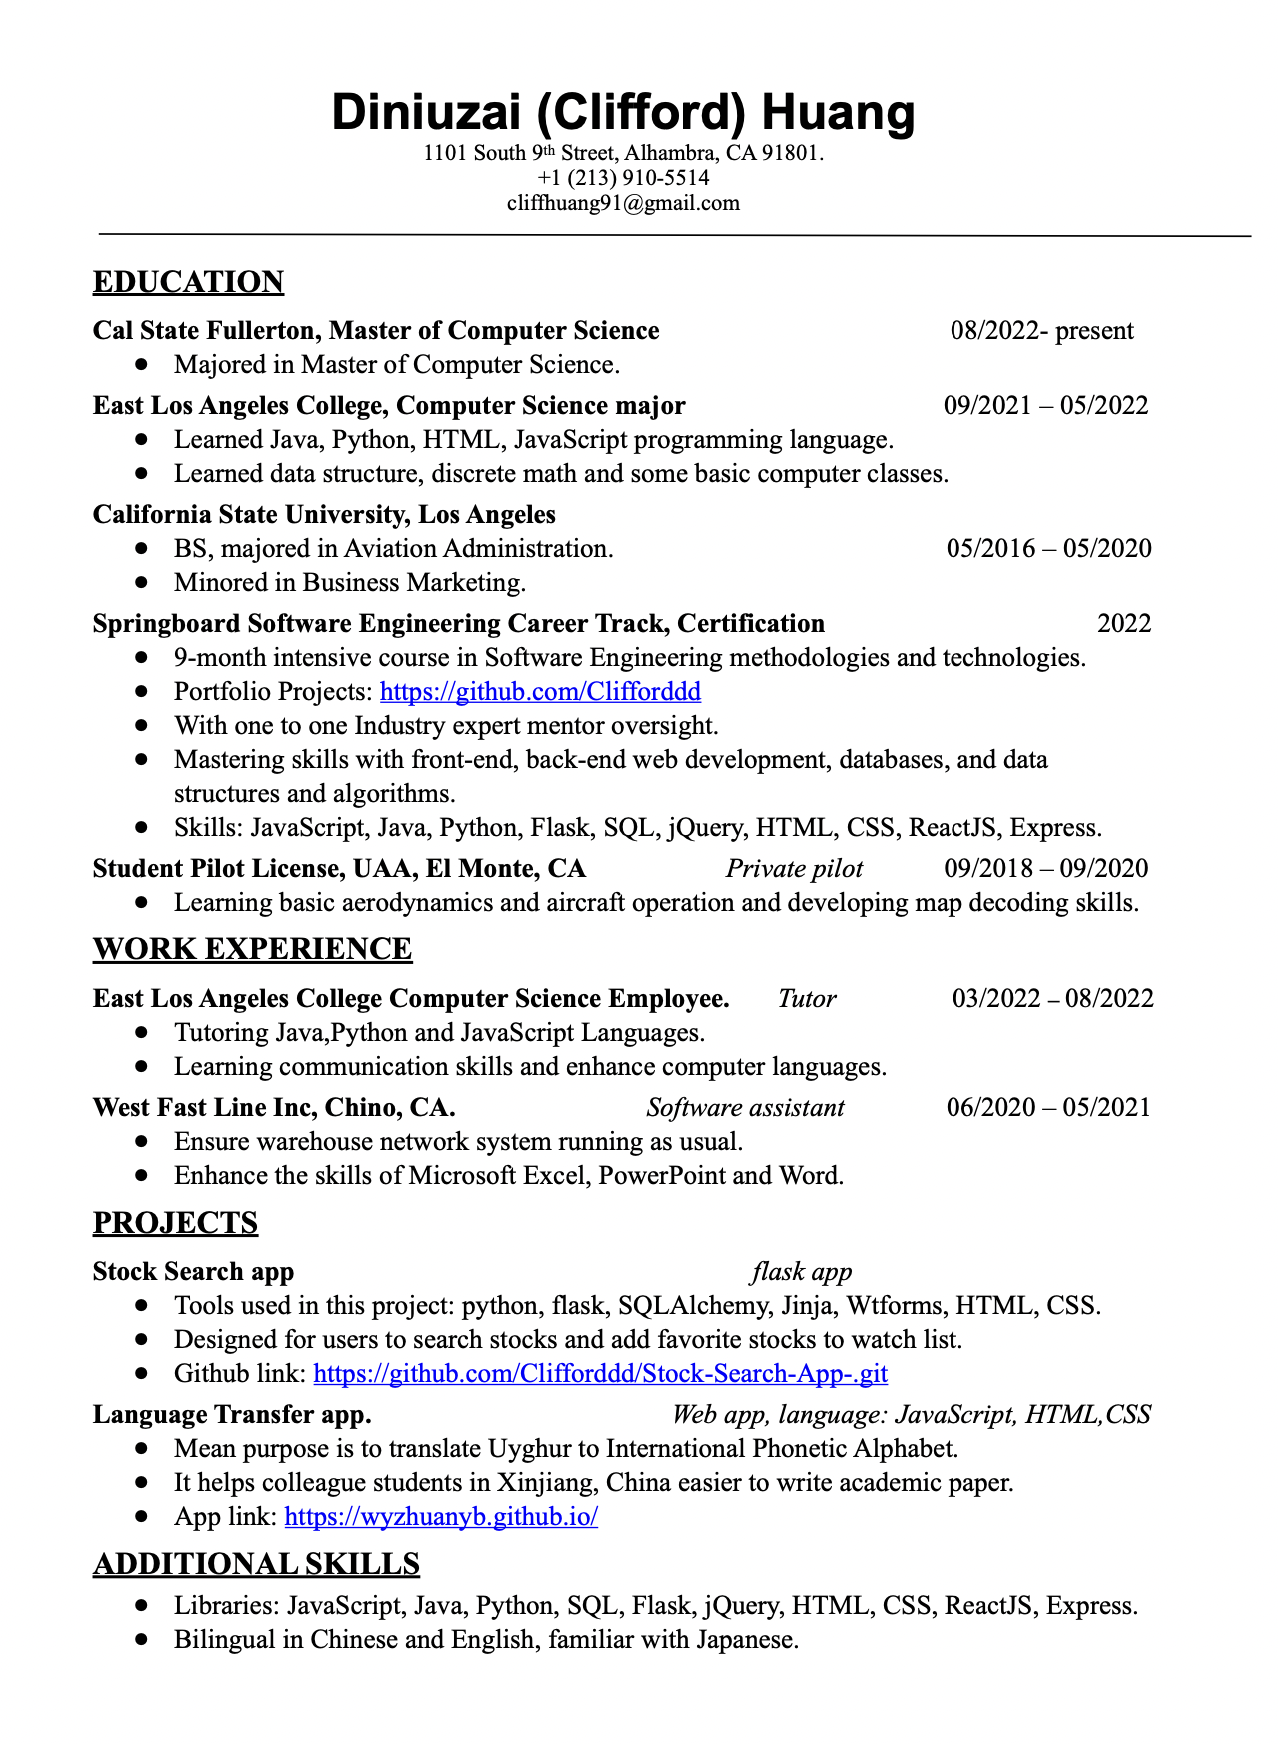 Diniuzai (Clifford) Huang
1101 South 9th Street, Alhambra, CA 91801.
+1 (213) 910-5514
cliffhuang91@gmail.com
EDUCATION
Cal State Fullerton, Master of Computer Science 08/2022- present
● Majored in Master of Computer Science.
East Los Angeles College, Computer Science major 09/2021 – 05/2022
● Learned Java, Python, HTML, JavaScript programming language.
● Learned data structure, discrete math and some basic computer classes.
California State University, Los Angeles
● BS, majored in Aviation Administration. 05/2016 – 05/2020
● Minored in Business Marketing.
Springboard Software Engineering Career Track, Certification 2022
● 9-month intensive course in Software Engineering methodologies and technologies.
● Portfolio Projects: https://github.com/Clifforddd
● With one to one Industry expert mentor oversight.
● Mastering skills with front-end, back-end web development, databases, and data
structures and algorithms.
● Skills: JavaScript, Java, Python, Flask, SQL, jQuery, HTML, CSS, ReactJS, Express.
Student Pilot License, UAA, El Monte, CA Private pilot 09/2018 – 09/2020
● Learning basic aerodynamics and aircraft operation and developing map decoding skills.
WORK EXPERIENCE
East Los Angeles College Computer Science Employee. Tutor 03/2022 – 08/2022
● Tutoring Java,Python and JavaScript Languages.
● Learning communication skills and enhance computer languages.
West Fast Line Inc, Chino, CA. Software assistant 06/2020 – 05/2021
● Ensure warehouse network system running as usual.
● Enhance the skills of Microsoft Excel, PowerPoint and Word.
PROJECTS
Stock Search app flask app
● Tools used in this project: python, flask, SQLAlchemy, Jinja, Wtforms, HTML, CSS.
● Designed for users to search stocks and add favorite stocks to watch list.
● Github link: https://github.com/Clifforddd/Stock-Search-App-.git
Language Transfer app. Web app, language: JavaScript, HTML,CSS
● Mean purpose is to translate Uyghur to International Phonetic Alphabet.
● It helps colleague students in Xinjiang, China easier to write academic paper.
● App link: https://wyzhuanyb.github.io/
ADDITIONAL SKILLS
● Libraries: JavaScript, Java, Python, SQL, Flask, jQuery, HTML, CSS, ReactJS, Express.
● Bilingual in Chinese and English, familiar with Japanese.